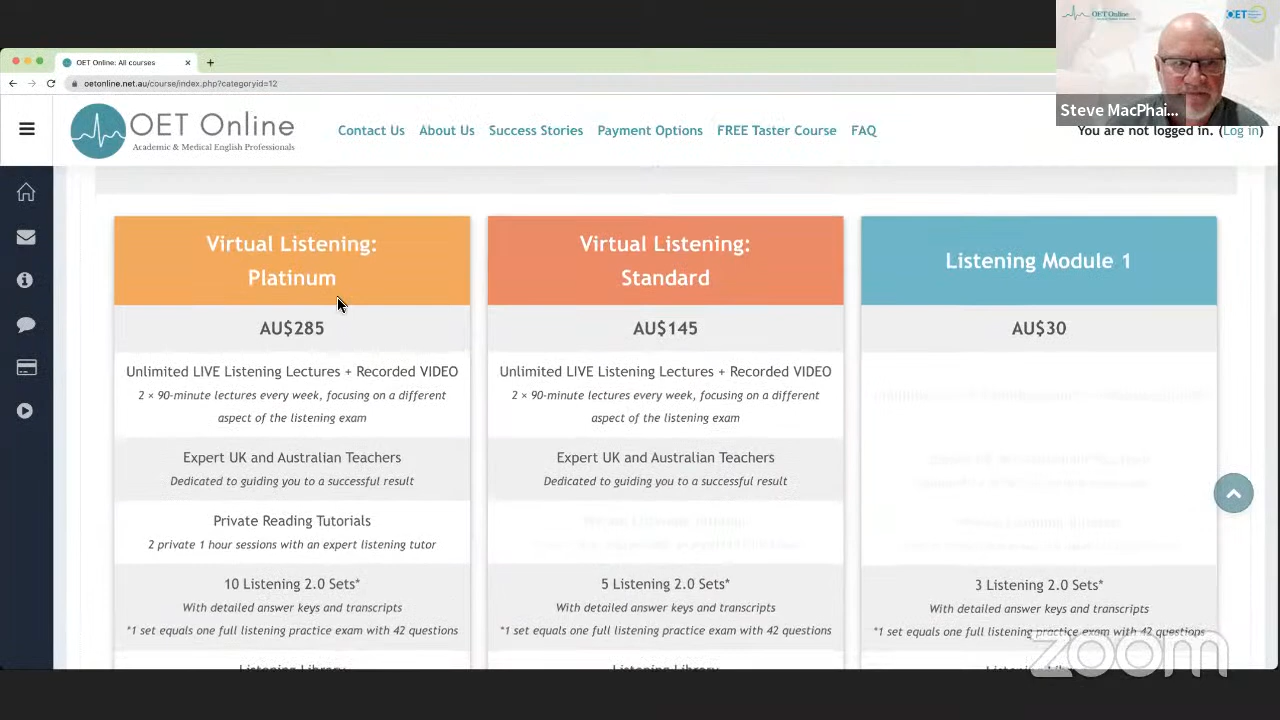 OET Online
OET
Steve MacPhai...
OET Online: All courses
oetonline.net.au/course/index.php?categoryid=12
OET Online
Academic & Medical English Professionals
Contact Us
About Us
Success Stories
Payment Options
FREE Taster Course
FAQ
You are not logged in. (Log in)
Virtual Listening:
Platinum
AU$285
Unlimited LIVE Listening Lectures + Recorded VIDEO
2 × 90-minute lectures every week, focusing on a different
aspect of the listening exam
Expert UK and Australian Teachers
Dedicated to guiding you to a successful result
Private Reading Tutorials
2 private 1 hour sessions with an expert listening tutor
10 Listening 2.0 Sets*
With detailed answer keys and transcripts
*1 set equals one full listening practice exam with 42 questions
Listening Library
Virtual Listening:
Standard
AU$145
Unlimited LIVE Listening Lectures + Recorded VIDEO
2 × 90-minute lectures every week, focusing on a different
aspect of the listening exam
Expert UK and Australian Teachers
Dedicated to guiding you to a successful result
5 Listening 2.0 Sets*
With detailed answer keys and transcripts
*1 set equals one full listening practice exam with 42 questions
Listening Library
Listening Module 1
AU$30
3 Listening 2.0 Sets*
With detailed answer keys and transcripts
*1 set equals one full listening practice exam with 42 questions
zoom